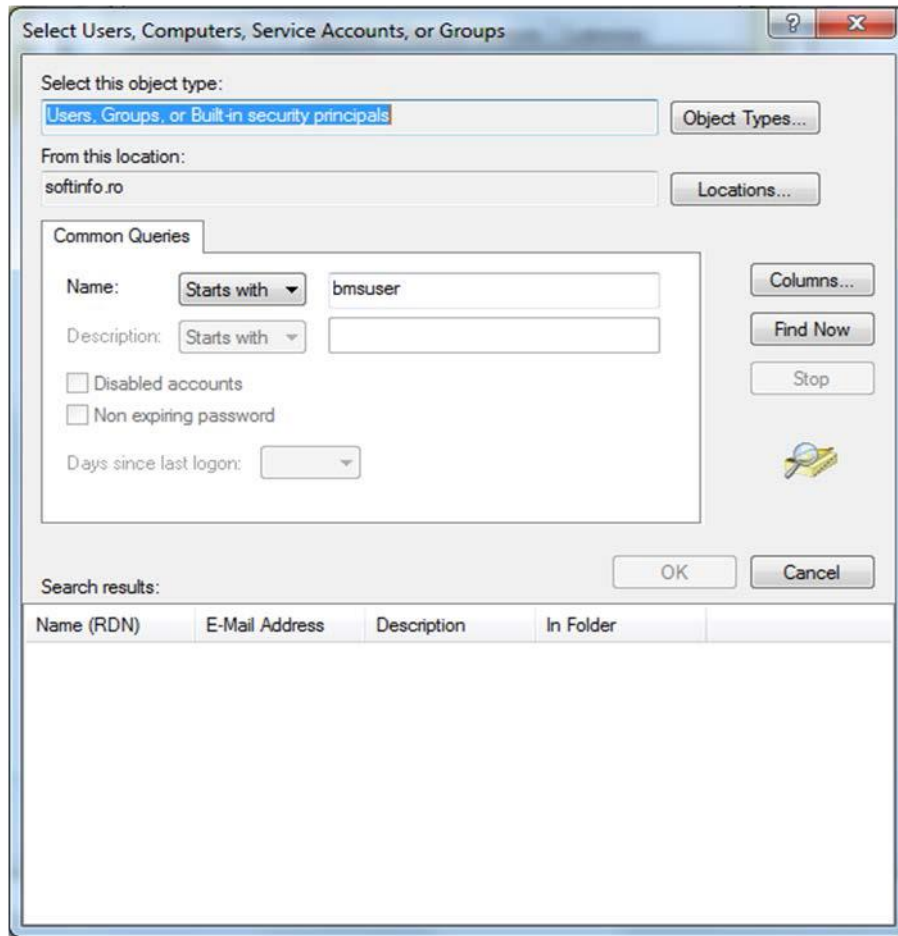 Select Users, Computers, Service Accounts, or Groups
Select this object type:
Users, Groups, or Built-in security principals
Object Types...
From this location:
softinfo.ro
Locations...
Common Queries
Name: Starts with bmsuser
Columns...
Description: Starts with
Find Now
Disabled accounts
Stop
Non expiring password
Days since last logon:
OK Cancel
Search results:
Name (RDN) E-Mail Address Description In Folder